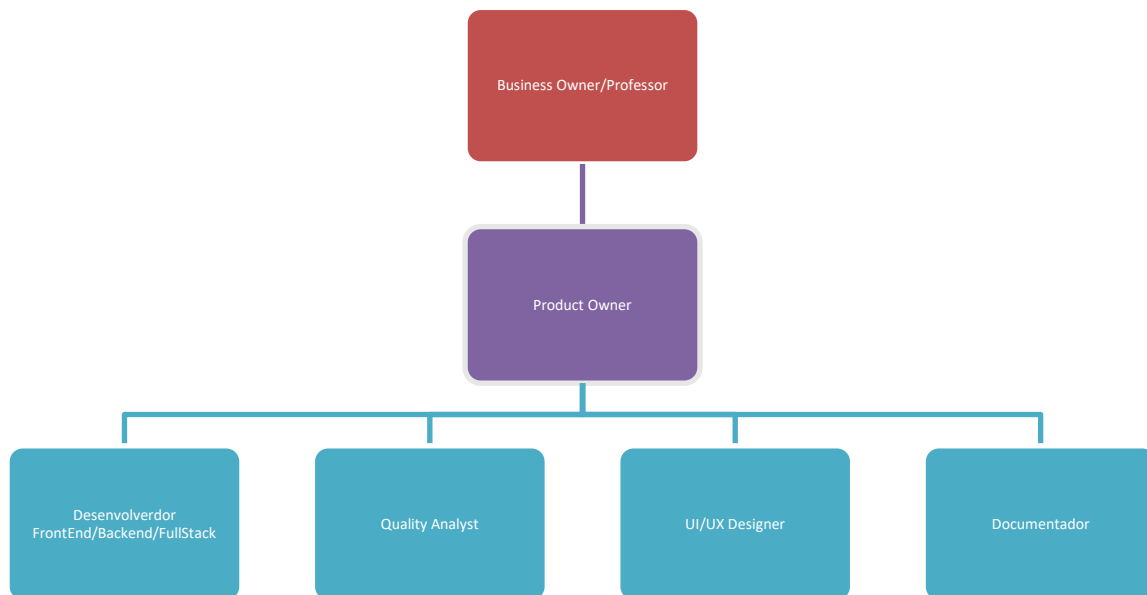 Business Owner/Professor
Product Owner
Desenvolverdor
FrontEnd/Backend/FullStack
Quality Analyst
UI/UX Designer
Documentador